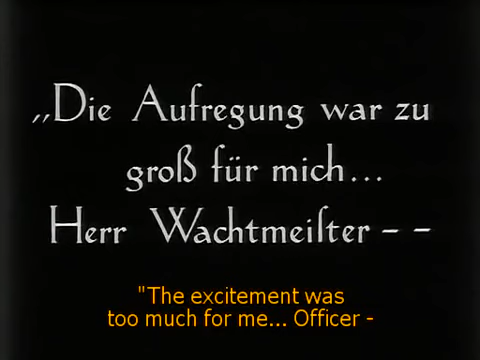 „Die Aufregung war zu
groß für mich...
Herr Wachtmeiſter - -
"The excitement was
too much for me... Officer -